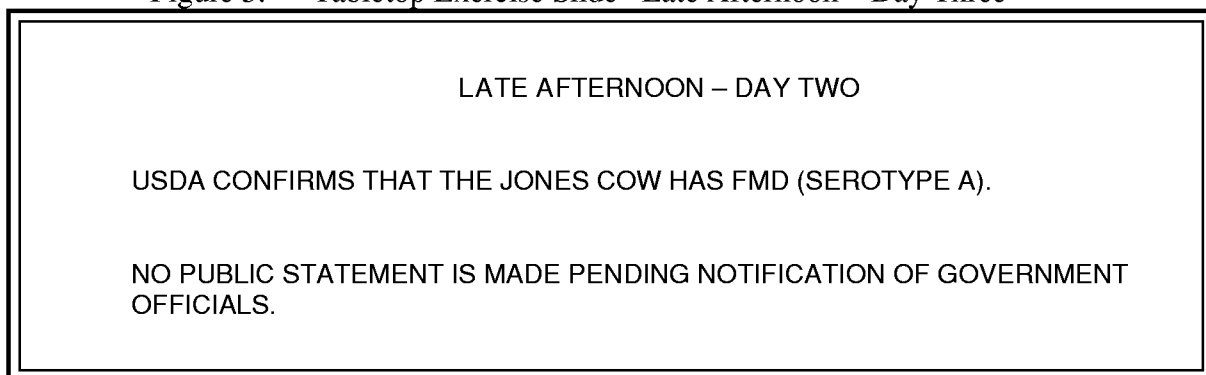 Figure Tabletop Exercise Slide - Late Afternoon – Day Three
LATE AFTERNOON – DAY TWO
USDA CONFIRMS THAT THE JONES COW HAS FMD (SEROTYPE A).
NO PUBLIC STATEMENT IS MADE PENDING NOTIFICATION OF GOVERNMENT
OFFICIALS.